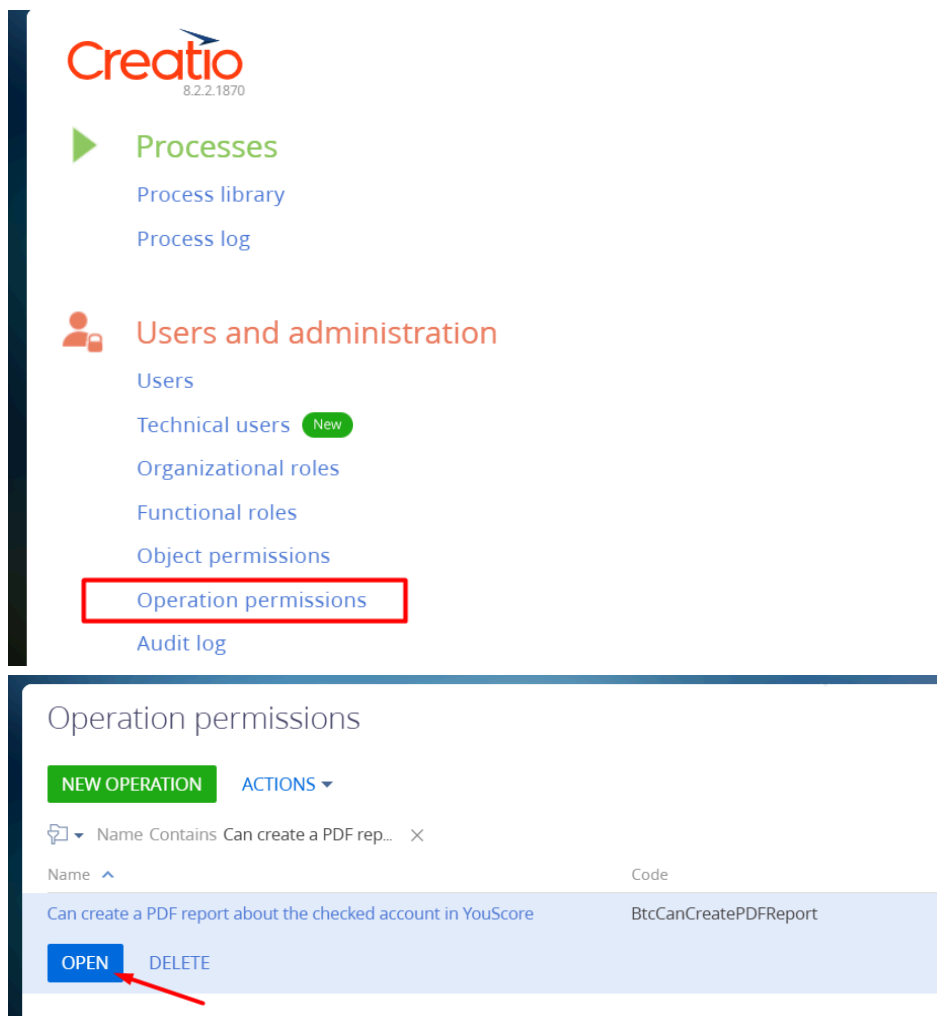 Creatio
8.2.2.1870
Processes
Process library
Process log
Users and administration
Users
Technical users New
Organizational roles
Functional roles
Object permissions
Operation permissions
Audit log
Operation permissions
NEW OPERATION ACTIONS
Name Contains Can create a PDF rep...
Name Code
Can create a PDF report about the checked account in YouScore BtcCanCreatePDFReport
OPEN DELETE